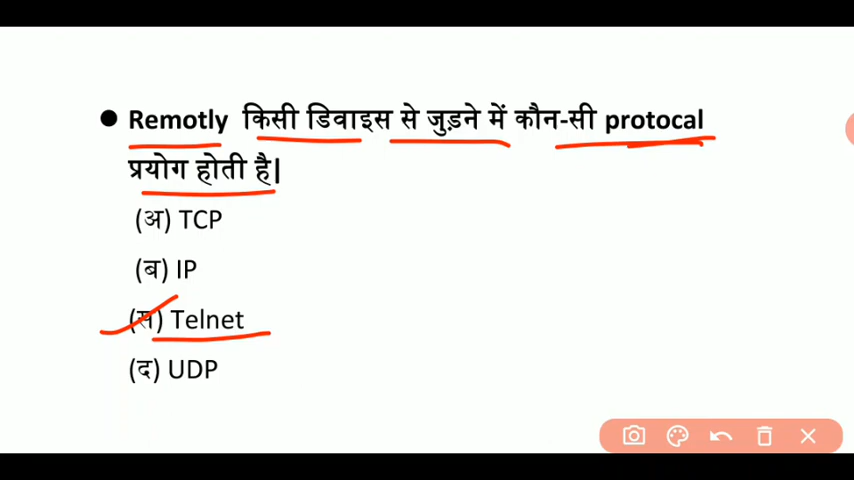 ● Remotly किसी डिवाइस से जुड़ने में कौन-सी protocal
प्रयोग होती है|
(अ) TCP
(ब) IP
(स) Telnet
(द) UDP